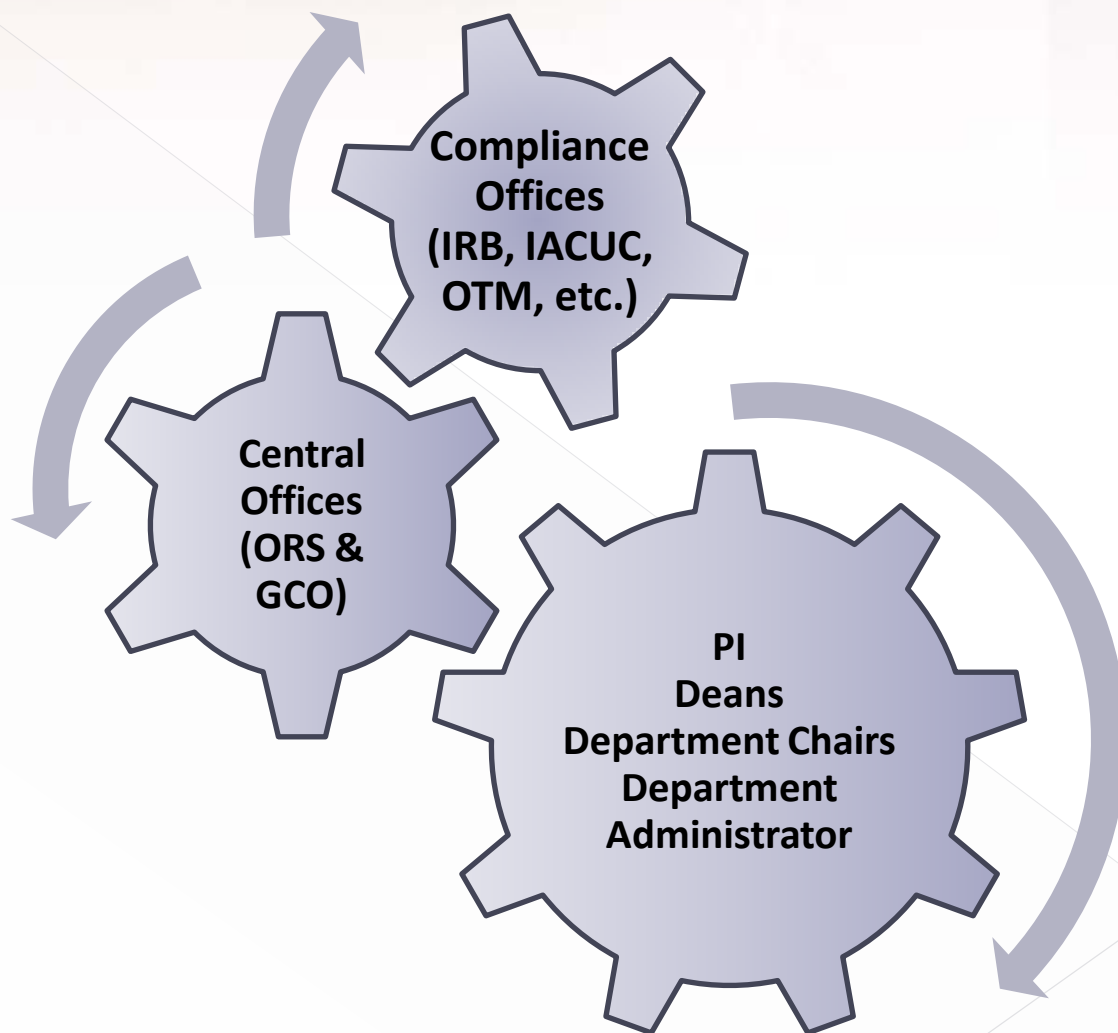 Compliance
Offices
(IRB, IACUC,
OTM, etc.)
Central
Offices
(ORS &
GCO)
PI
Deans
Department Chairs
Department
Administrator